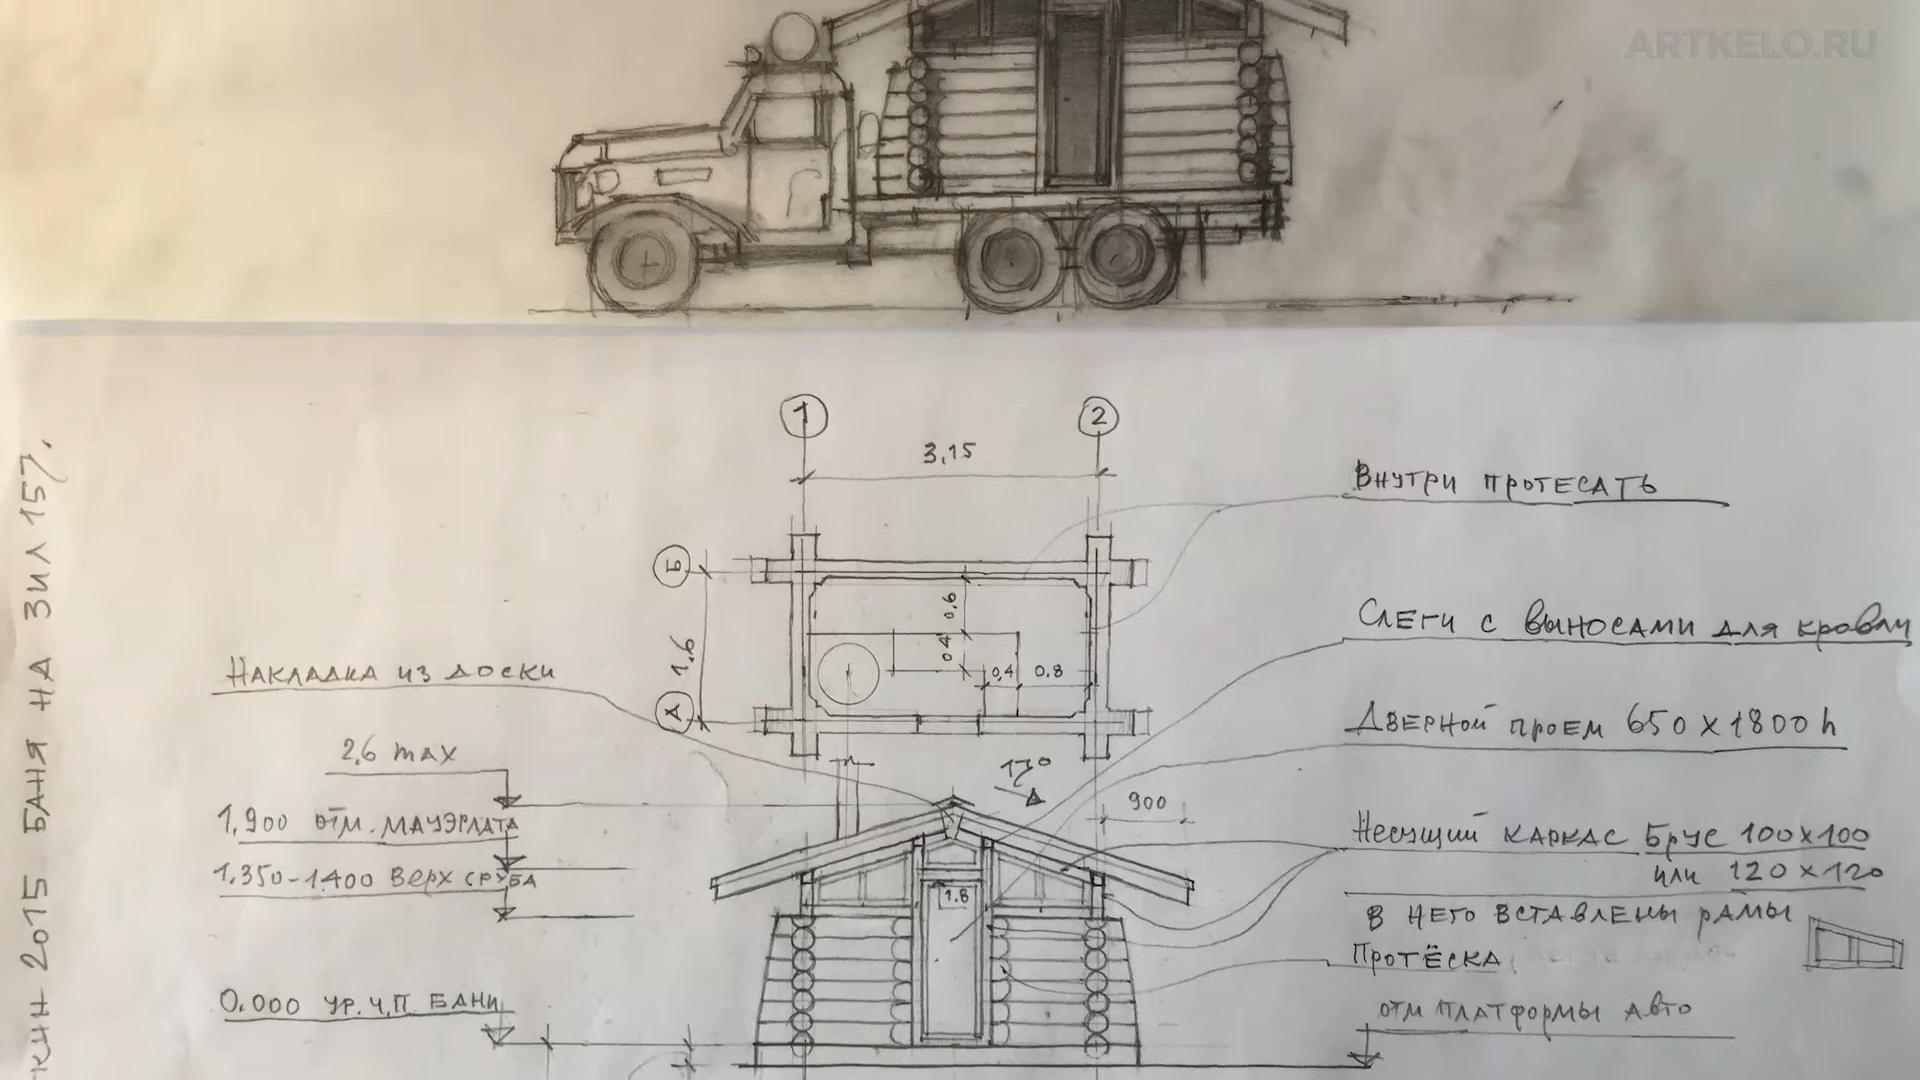 ARTKELO.RU
1
2
3,15
Внутри протесать
Б
0,6
1,6
0,4
0,4
0.8
А
Слеги с выносами для кровли
Накладка из доски
Дверной проем 650 х 1800 h
2,6 max
17°
900
1,900 отм. мауэрлата
Несущий каркас Брус 100х100
или 120х120
1.350-1.400 верх сруба
1.8
в него вставлены рамы
Протёска
0.000 ур. ч.п. бани
отм платформы авто
2015 баня на зил 157.